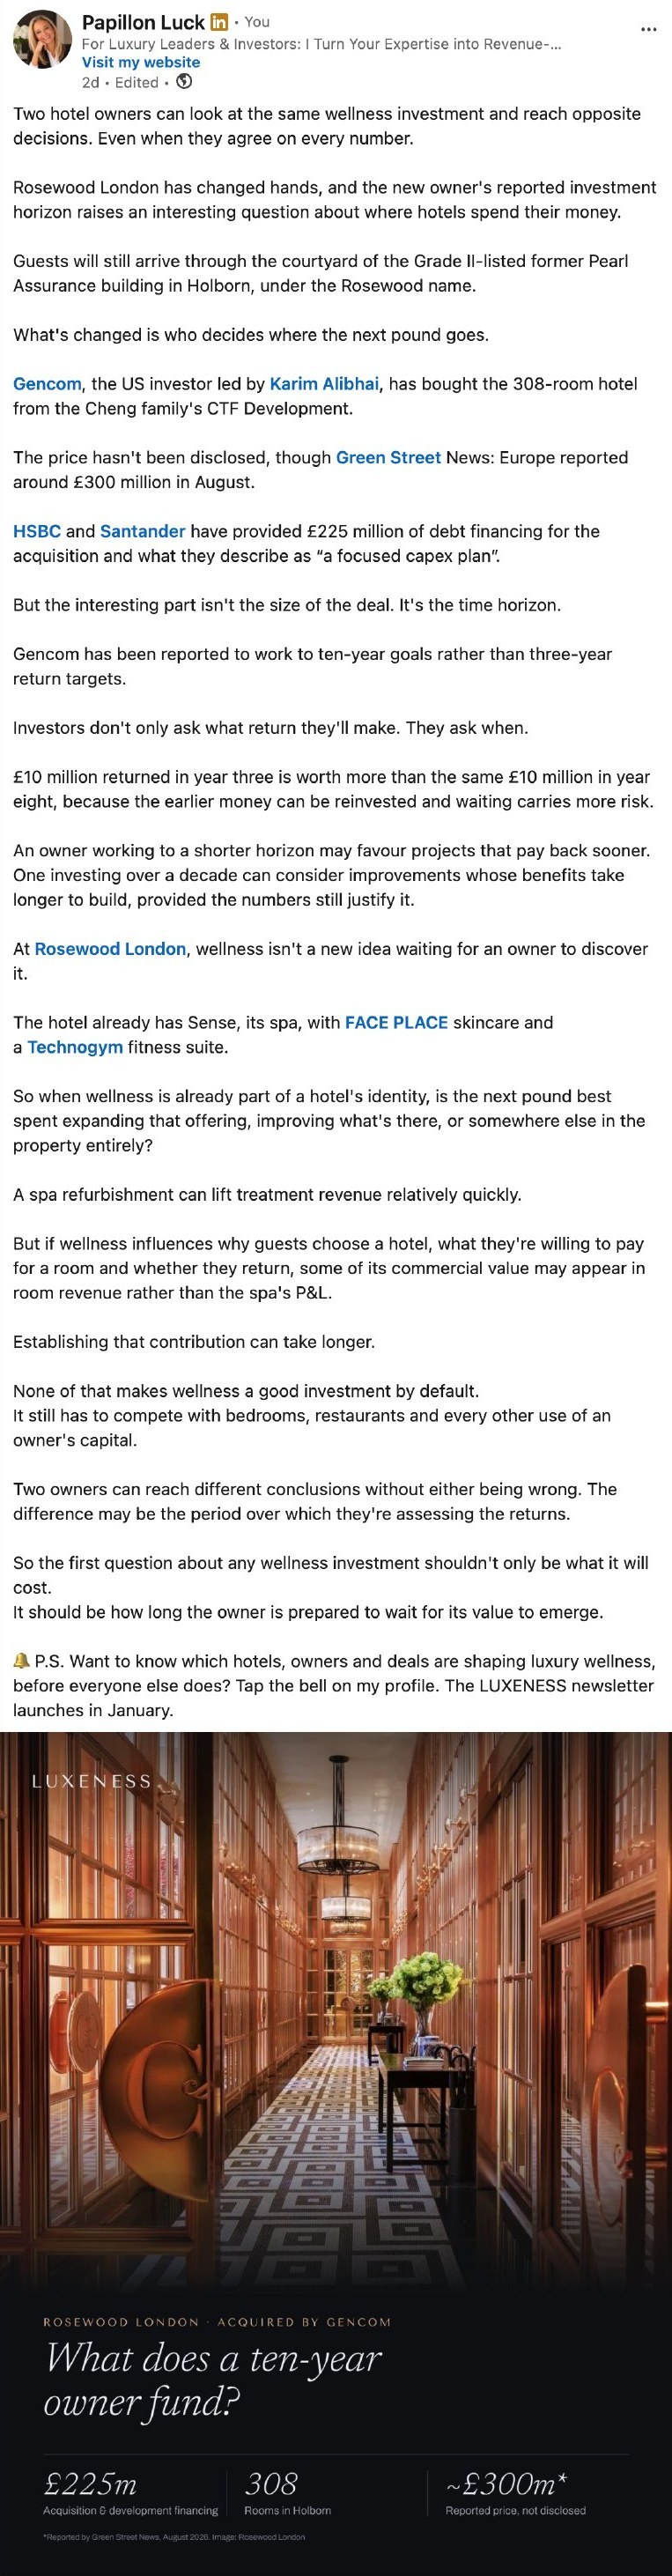 Papillon Luck in • You
For Luxury Leaders & Investors: I Turn Your Expertise into Revenue-...
Visit my website
2d • Edited •
Two hotel owners can look at the same wellness investment and reach opposite
decisions. Even when they agree on every number.
Rosewood London has changed hands, and the new owner's reported investment
horizon raises an interesting question about where hotels spend their money.
Guests will still arrive through the courtyard of the Grade II-listed former Pearl
Assurance building in Holborn, under the Rosewood name.
What's changed is who decides where the next pound goes.
Gencom, the US investor led by Karim Alibhai, has bought the 308-room hotel
from the Cheng family's CTF Development.
The price hasn't been disclosed, though Green Street News: Europe reported
around £300 million in August.
HSBC and Santander have provided £225 million of debt financing for the
acquisition and what they describe as “a focused capex plan”.
But the interesting part isn't the size of the deal. It's the time horizon.
Gencom has been reported to work to ten-year goals rather than three-year
return targets.
Investors don't only ask what return they'll make. They ask when.
£10 million returned in year three is worth more than the same £10 million in year
eight, because the earlier money can be reinvested and waiting carries more risk.
An owner working to a shorter horizon may favour projects that pay back sooner.
One investing over a decade can consider improvements whose benefits take
longer to build, provided the numbers still justify it.
At Rosewood London, wellness isn't a new idea waiting for an owner to discover
it.
The hotel already has Sense, its spa, with FACE PLACE skincare and
a Technogym fitness suite.
So when wellness is already part of a hotel's identity, is the next pound best
spent expanding that offering, improving what's there, or somewhere else in the
property entirely?
A spa refurbishment can lift treatment revenue relatively quickly.
But if wellness influences why guests choose a hotel, what they're willing to pay
for a room and whether they return, some of its commercial value may appear in
room revenue rather than the spa's P&L.
Establishing that contribution can take longer.
None of that makes wellness a good investment by default.
It still has to compete with bedrooms, restaurants and every other use of an
owner's capital.
Two owners can reach different conclusions without either being wrong. The
difference may be the period over which they're assessing the returns.
So the first question about any wellness investment shouldn't only be what it will
cost.
It should be how long the owner is prepared to wait for its value to emerge.
🔔 P.S. Want to know which hotels, owners and deals are shaping luxury wellness,
before everyone else does? Tap the bell on my profile. The LUXENESS newsletter
launches in January.
LUXENESS
ROSEWOOD LONDON · ACQUIRED BY GENCOM
What does a ten-year
owner fund?
£225m 308 ~£300m*
Acquisition & development financing Rooms in Holborn Reported price, not disclosed
*Reported by Green Street News, August 2026. Image: Rosewood London